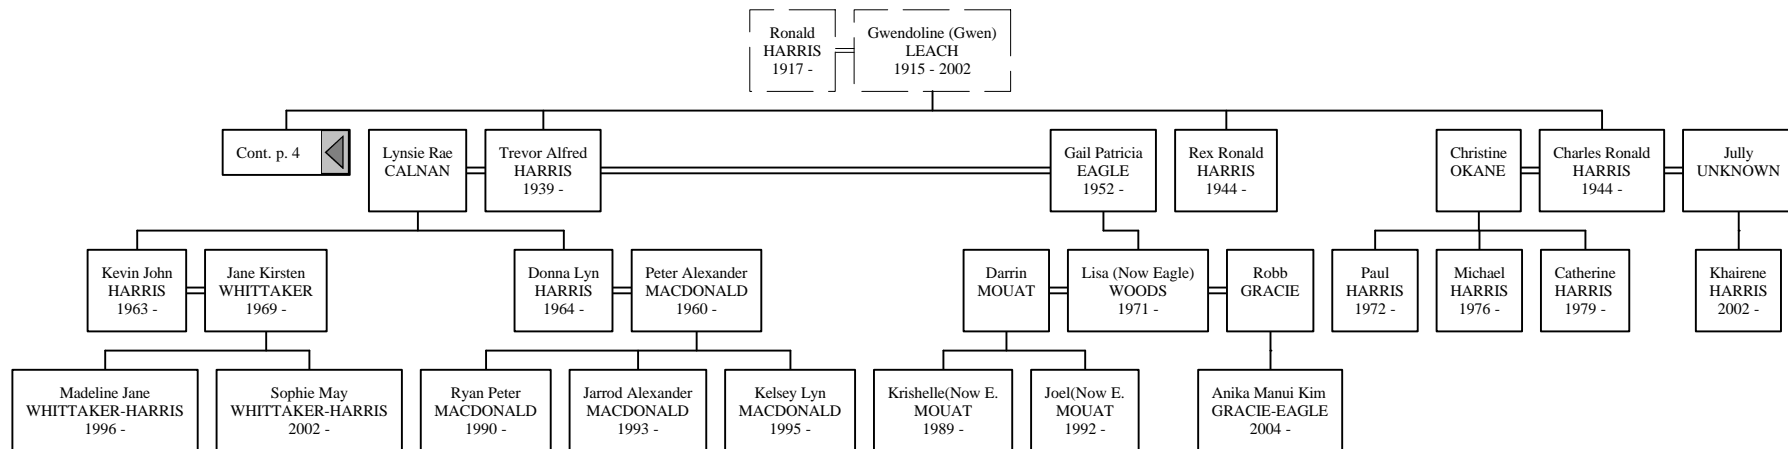 Ronald
HARRIS
1917 -
Gwendoline (Gwen)
LEACH
1915 - 2002
Cont. p. 4
Lynsie Rae
CALNAN
Trevor Alfred
HARRIS
1939 -
Gail Patricia
EAGLE
1952 -
Rex Ronald
HARRIS
1944 -
Christine
OKANE
Charles Ronald
HARRIS
1944 -
Jully
UNKNOWN
Kevin John
HARRIS
1963 -
Jane Kirsten
WHITTAKER
1969 -
Donna Lyn
HARRIS
1964 -
Peter Alexander
MACDONALD
1960 -
Darrin
MOUAT
Lisa (Now Eagle)
WOODS
1971 -
Robb
GRACIE
Paul
HARRIS
1972 -
Michael
HARRIS
1976 -
Catherine
HARRIS
1979 -
Khairene
HARRIS
2002 -
Madeline Jane
WHITTAKER-HARRIS
1996 -
Sophie May
WHITTAKER-HARRIS
2002 -
Ryan Peter
MACDONALD
1990 -
Jarrod Alexander
MACDONALD
1993 -
Kelsey Lyn
MACDONALD
1995 -
Krishelle(Now E.
MOUAT
1989 -
Joel(Now E.
MOUAT
1992 -
Anika Manui Kim
GRACIE-EAGLE
2004 -